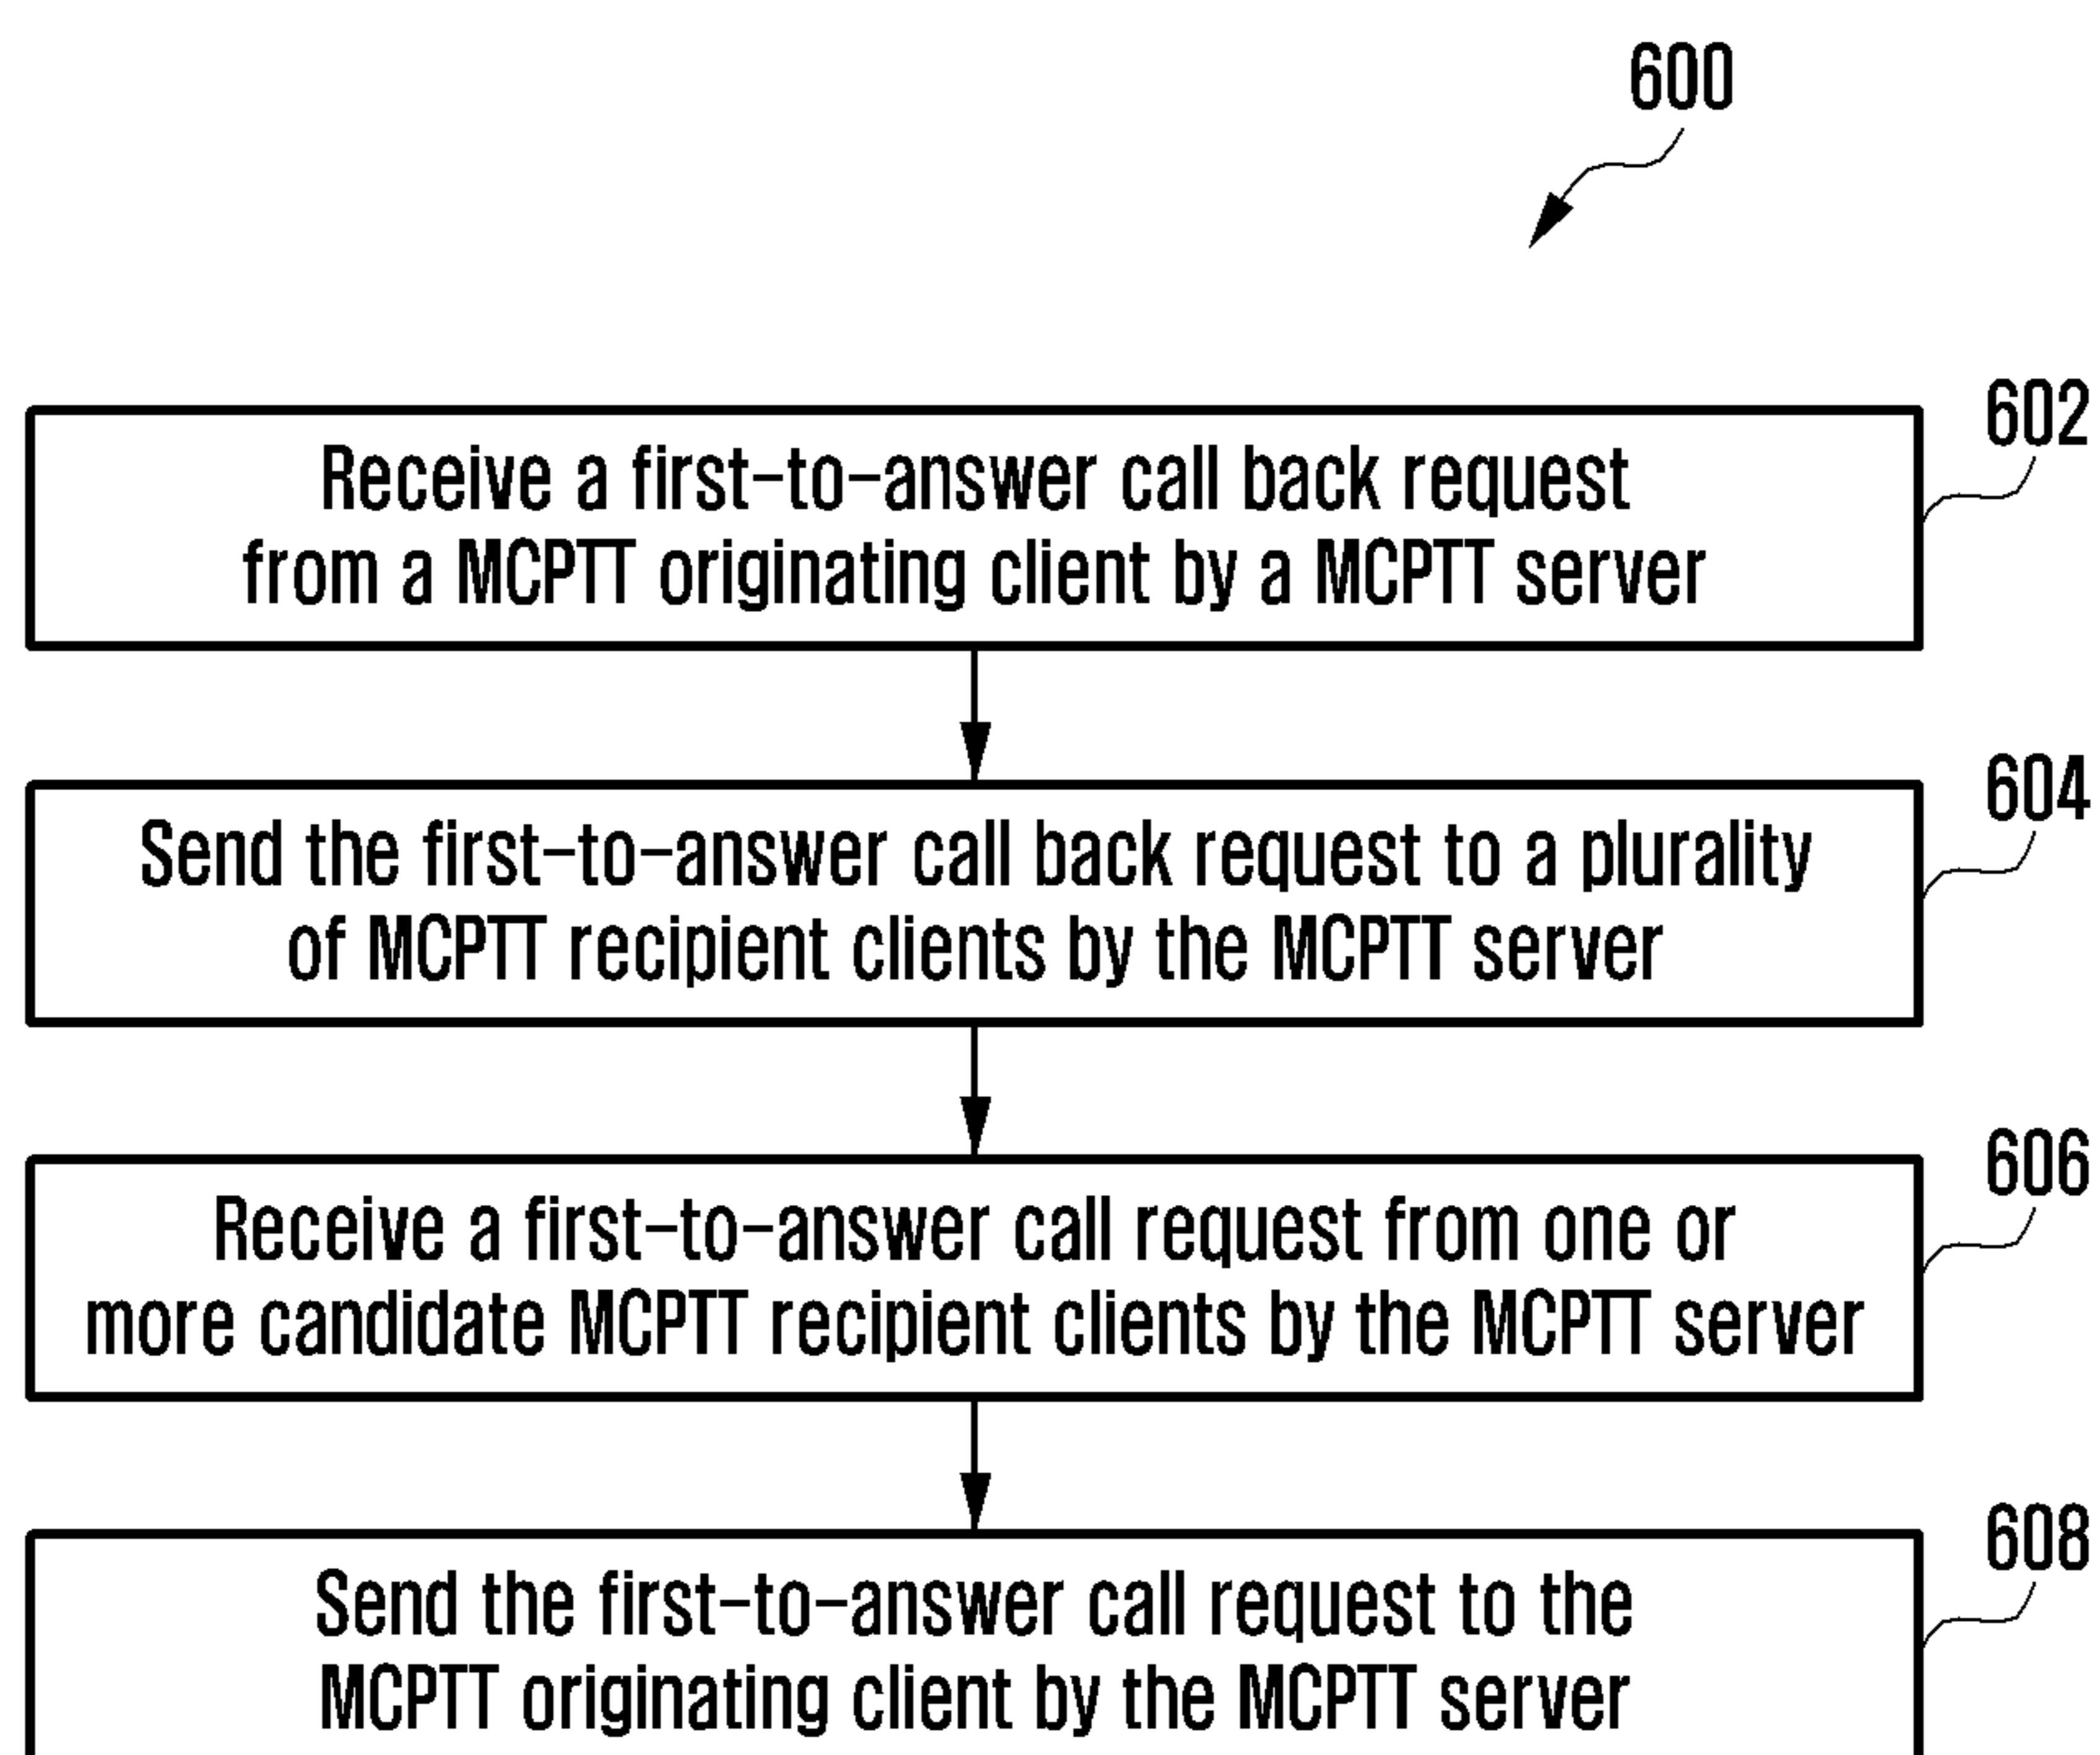 600
602
Receive a first-to-answer call back request
from a MCPTT originating client by a MCPTT server
604
Send the first-to-answer call back request to a plurality
of MCPTT recipient clients by the MCPTT server
606
Receive a first-to-answer call request from one or
more candidate MCPTT recipient clients by the MCPTT server
608
Send the first-to-answer call request to the
MCPTT originating client by the MCPTT server